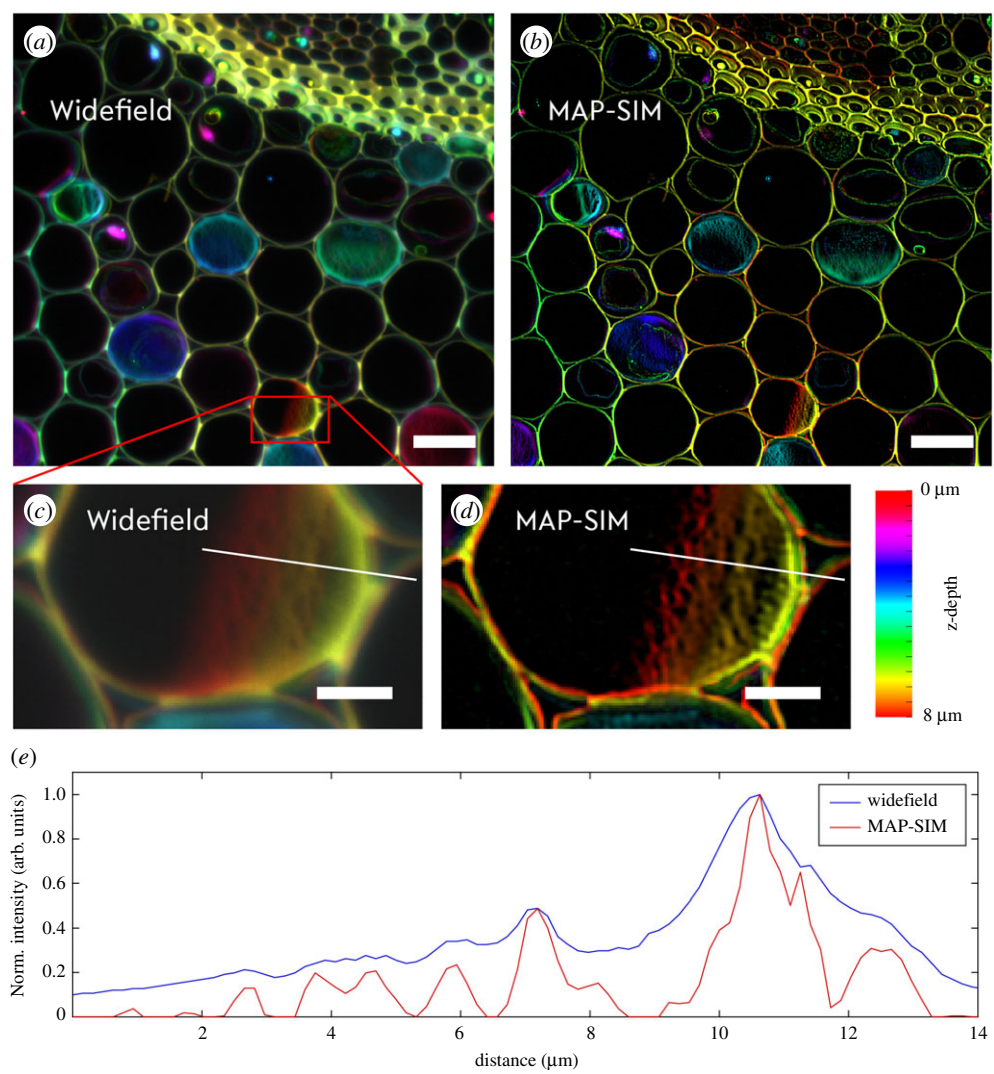 (a)
Widefield
(b)
MAP-SIM
(c)
Widefield
(d)
MAP-SIM
0 µm
z-depth
8 µm
(e)
Norm. intensity (arb. units)
1.0
0.8
0.6
0.4
0.2
0
2
4
6
8
10
12
14
distance (µm)
widefield
MAP-SIM